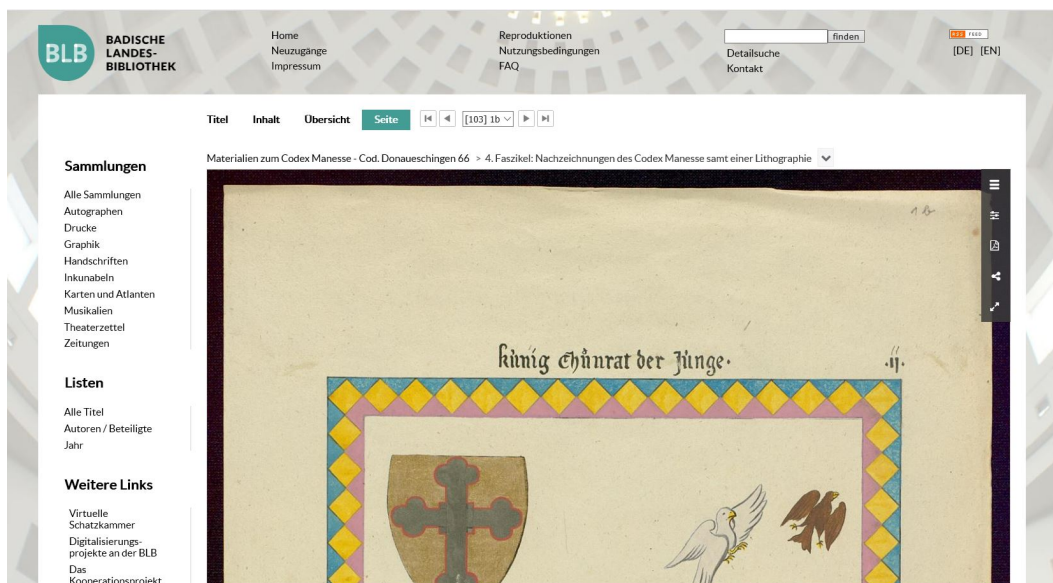 BLB
BADISCHE
LANDES-
BIBLIOTHEK
Home
Neuzugänge
Impressum
Reproduktionen
Nutzungsbedingungen
FAQ
finden
Detailsuche
Kontakt
RSS FEED
[DE] [EN]
Titel Inhalt Übersicht Seite [103] 1b
Sammlungen
Alle Sammlungen
Autographen
Drucke
Graphik
Handschriften
Inkunabeln
Karten und Atlanten
Musikalien
Theaterzettel
Zeitungen
Listen
Alle Titel
Autoren / Beteiligte
Jahr
Weitere Links
Virtuelle
Schatzkammer
Digitalisierungs-
projekte an der BLB
Das
Kooperationsprojekt
Materialien zum Codex Manesse - Cod. Donaueschingen 66 > 4. Faszikel: Nachzeichnungen des Codex Manesse samt einer Lithographie
1 b
künig Chůnrat der Junge· ·ij·